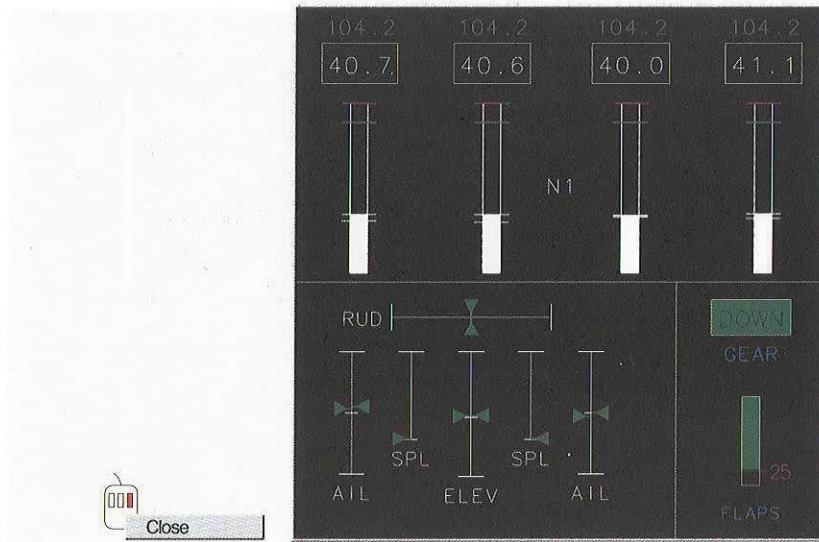 104.2 104.2 104.2 104.2
40.7 40.6 40.0 41.1
N1
RUD
DOWN
GEAR
SPL SPL
25
AIL ELEV AIL
FLAPS
Close